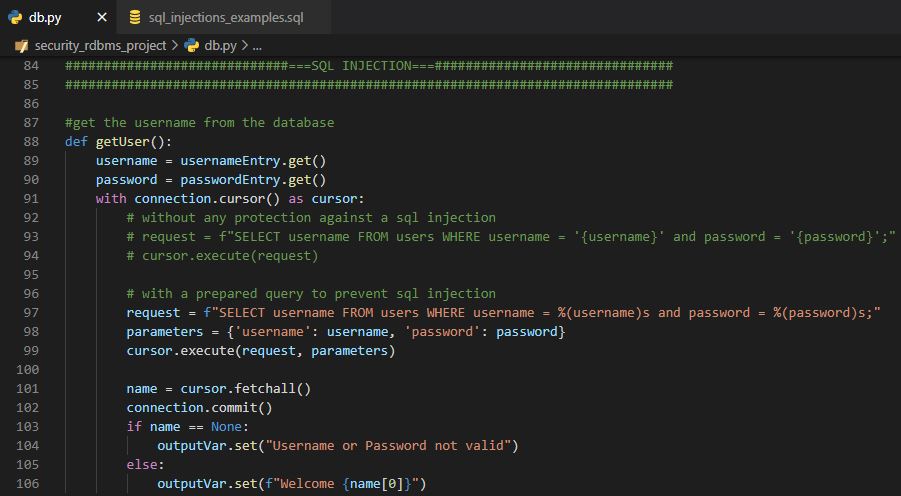 db.py × sql_injections_examples.sql
security_rdbms_project > db.py > ...
84 #############################===SQL INJECTION===###############################
85 ###############################################################################
86
87 #get the username from the database
88 def getUser():
89     username = usernameEntry.get()
90     password = passwordEntry.get()
91     with connection.cursor() as cursor:
92         # without any protection against a sql injection
93         # request = f"SELECT username FROM users WHERE username = '{username}' and password = '{password}';"
94         # cursor.execute(request)
95
96         # with a prepared query to prevent sql injection
97         request = f"SELECT username FROM users WHERE username = %(username)s and password = %(password)s;"
98         parameters = {'username': username, 'password': password}
99         cursor.execute(request, parameters)
100
101         name = cursor.fetchall()
102         connection.commit()
103         if name == None:
104             outputVar.set("Username or Password not valid")
105         else:
106             outputVar.set(f"Welcome {name[0]}")